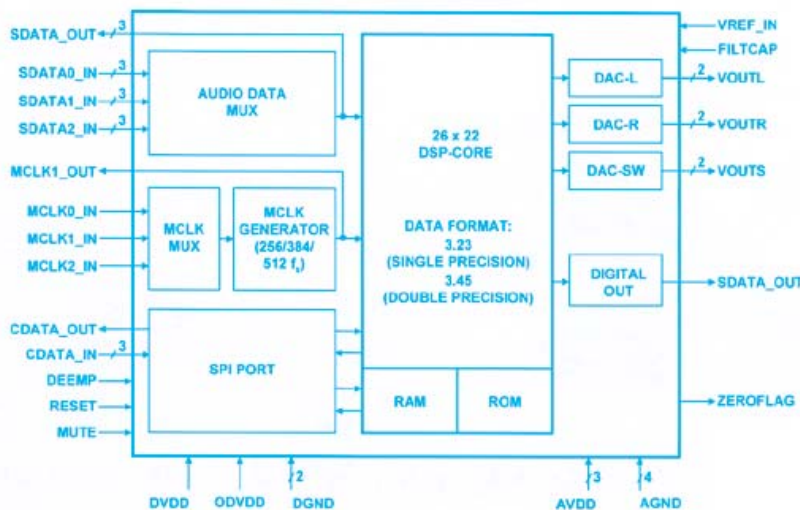 SDATA_OUT
3
SDATA0_IN
3
SDATA1_IN
3
SDATA2_IN
3
AUDIO DATA
MUX
MCLK1_OUT
MCLK0_IN
MCLK1_IN
MCLK2_IN
MCLK
MUX
MCLK
GENERATOR
(256/384/
512 fs)
CDATA_OUT
CDATA_IN
3
DEEMP
RESET
MUTE
SPI PORT
26 x 22
DSP-CORE
DATA FORMAT:
3.23
(SINGLE PRECISION)
3.45
(DOUBLE PRECISION)
RAM
ROM
VREF_IN
FILTCAP
DAC-L
2
VOUTL
DAC-R
2
VOUTR
DAC-SW
2
VOUTS
DIGITAL
OUT
SDATA_OUT
ZEROFLAG
2
3
4
DVDD
ODVDD
DGND
AVDD
AGND